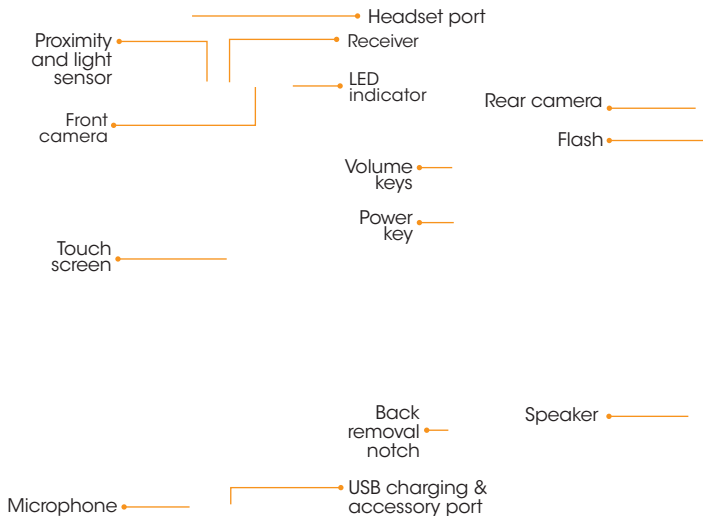 Headset port
Proximity
and light
sensor
Receiver
LED
indicator
Rear camera
Front
camera
Flash
Volume
keys
Power
key
Touch
screen
Back
removal
notch
Speaker
USB charging &
accessory port
Microphone